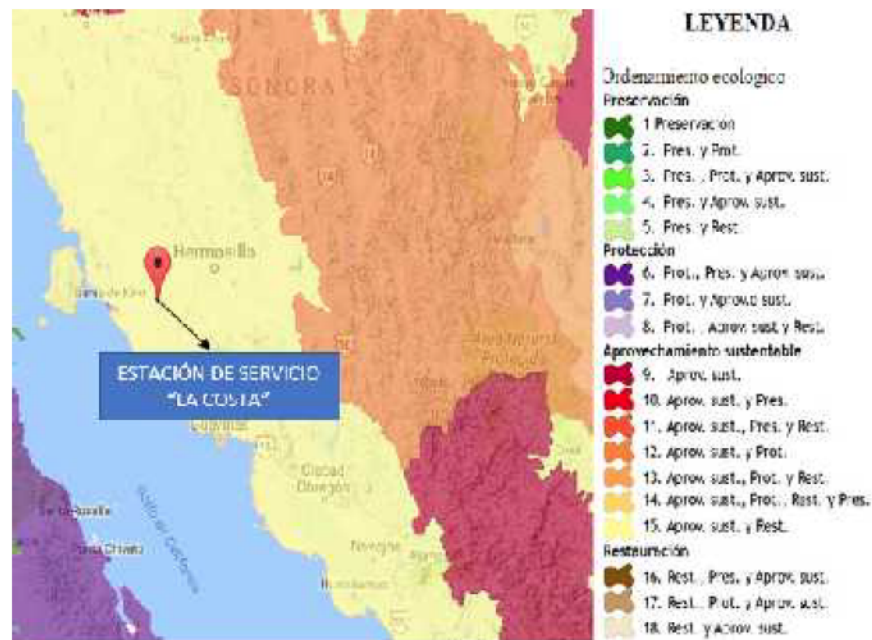 SONORA
Hermosillo
ESTACIÓN DE SERVICIO
"LA COSTA"
Area Natural
Protegida
Ciudad
Obregón
LEYENDA
Ordenamiento ecologico
Preservación
1 Preservacion
2. Pres. y Prot.
3. Pres., Prot. y Aprov. sust.
4. Pres. y Aprov. sust.
5. Pres. y Rest.
Protección
6. Prot., Pres. y Aprov. sust.
7. Prot. y Aprov. sust.
8. Prot., Aprov. sust y Rest.
Aprovechamiento sustentable
9. Aprov. sust.
10. Aprov. sust. y Pres.
11. Aprov. sust., Pres. y Rest.
12. Aprov. sust. y Prot.
13. Aprov. sust., Prot. y Rest.
14. Aprov. sust., Prot., Rest. y Pres.
15. Aprov. sust. y Rest.
Restauración
16. Rest., Pres. y Aprov. sust.
17. Rest., Prot. y Aprov. sust.
18. Rest. y Aprov. sust.